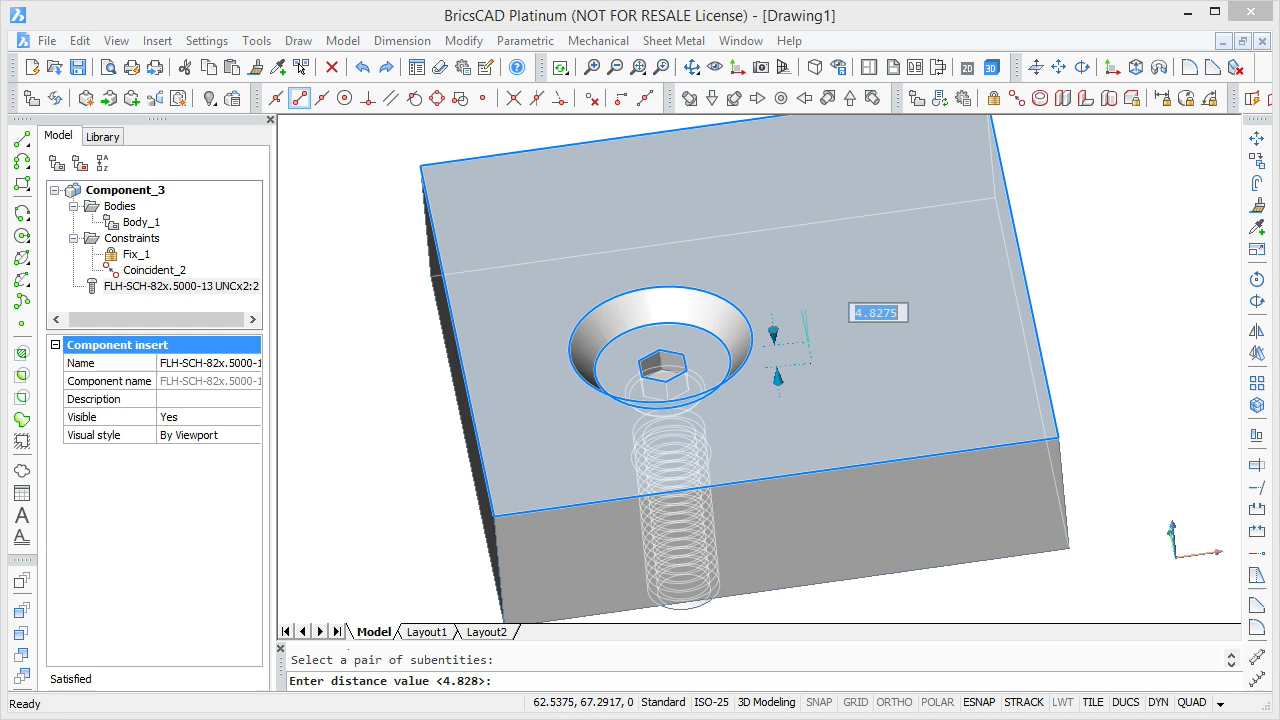 BricsCAD Platinum (NOT FOR RESALE License) - [Drawing1]
File Edit View Insert Settings Tools Draw Model Dimension Modify Parametric Mechanical Sheet Metal Window Help
2D 3D
Model Library
Component_3
Bodies
Body_1
Constraints
Fix_1
Coincident_2
FLH-SCH-82x.5000-13 UNCx2:2
Component insert
Name FLH-SCH-82x.5000-1
Component name FLH-SCH-82x.5000-1
Description
Visible Yes
Visual style By Viewport
Satisfied
4.8275
Model Layout1 Layout2
Select a pair of subentities:
Enter distance value <4.828>:
Ready 62.5375, 67.2917, 0 Standard ISO-25 3D Modeling SNAP GRID ORTHO POLAR ESNAP STRACK LWT TILE DUCS DYN QUAD